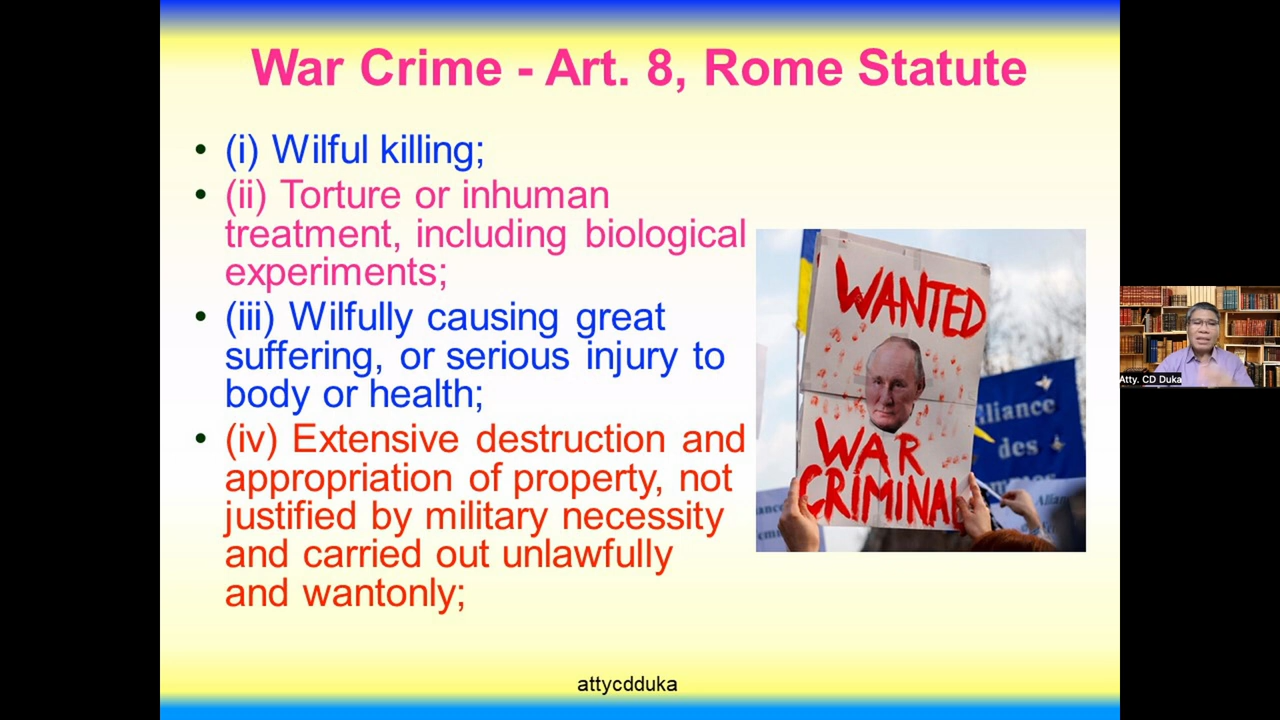 War Crime - Art. 8, Rome Statute
• (i) Wilful killing;
• (ii) Torture or inhuman
treatment, including biological
experiments;
• (iii) Wilfully causing great
suffering, or serious injury to
body or health;
• (iv) Extensive destruction and
appropriation of property, not
justified by military necessity
and carried out unlawfully
and wantonly;
WANTED
WAR
CRIMINAL
lliance
des
Atty. CD Duka
attycdduka